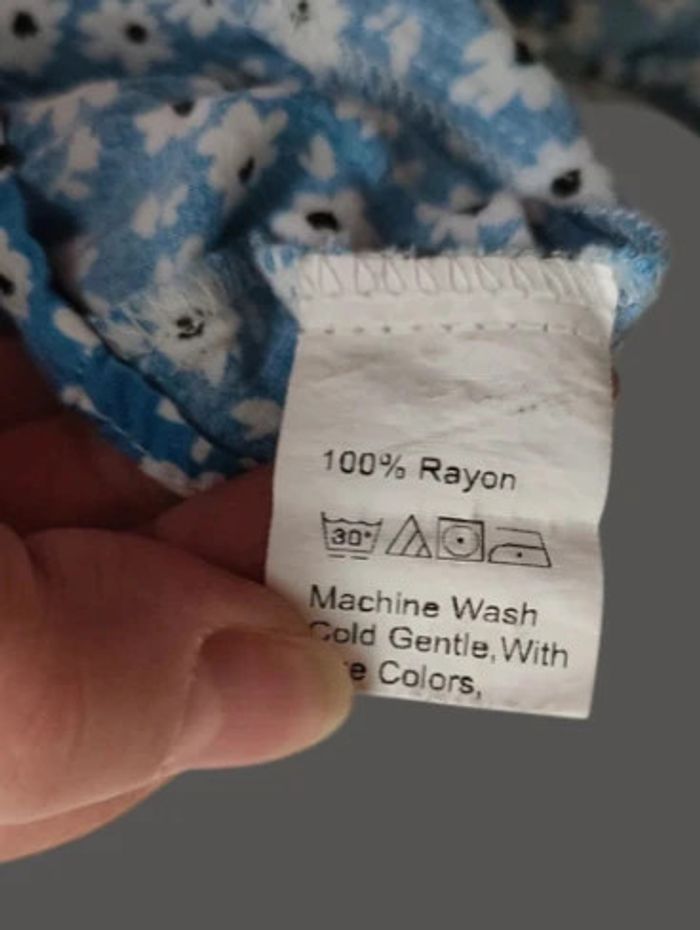 100% Rayon
30°
Machine Wash
Cold Gentle,With
Colors,